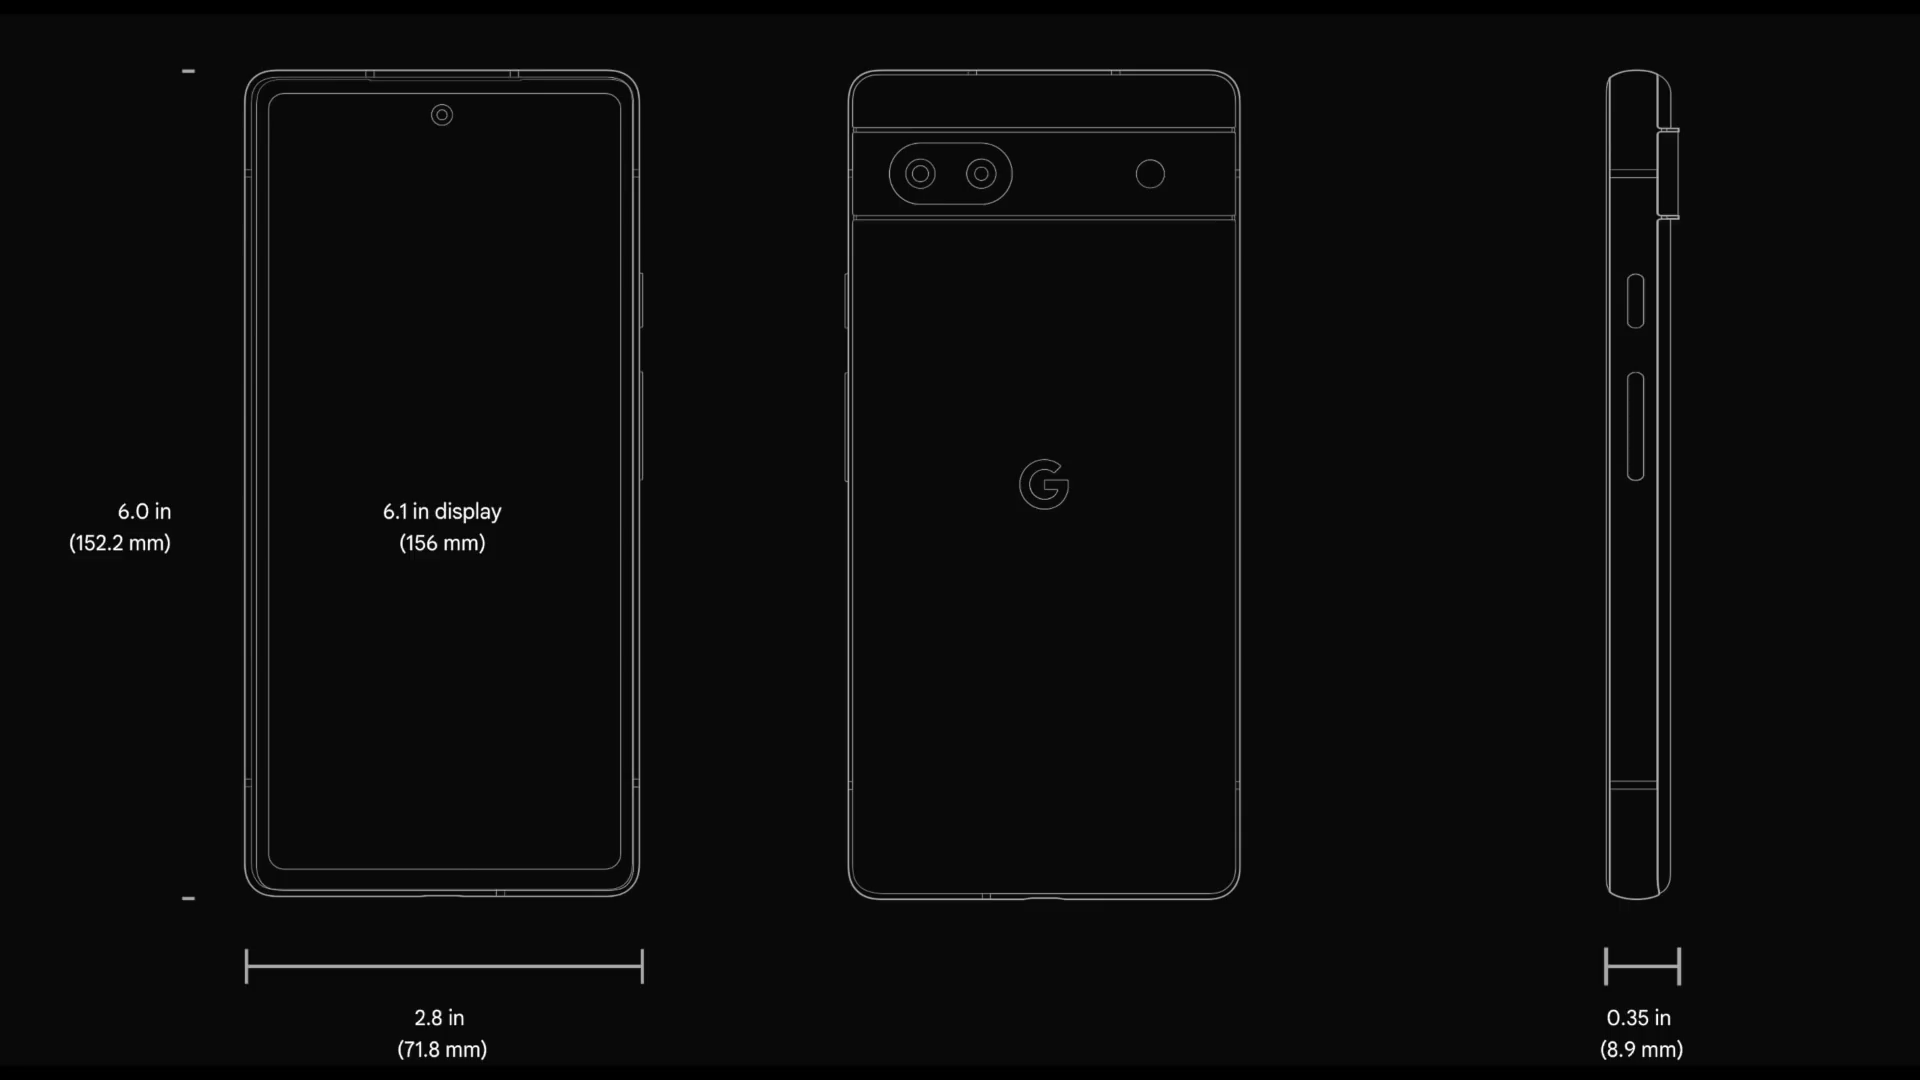 6.0 in
(152.2 mm)
6.1 in display
(156 mm)
G
2.8 in
(71.8 mm)
0.35 in
(8.9 mm)